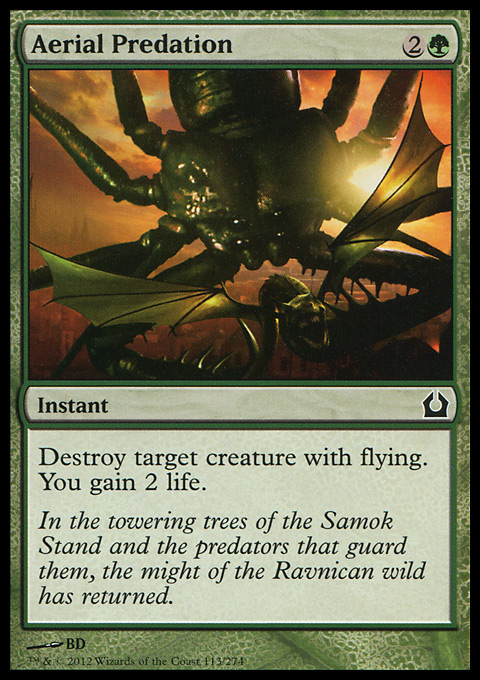 Aerial Predation 2
Instant
Destroy target creature with flying.
You gain 2 life.
In the towering trees of the Samok
Stand and the predators that guard
them, the might of the Ravnican wild
has returned.
BD
™ & © 2012 Wizards of the Coast 113/274